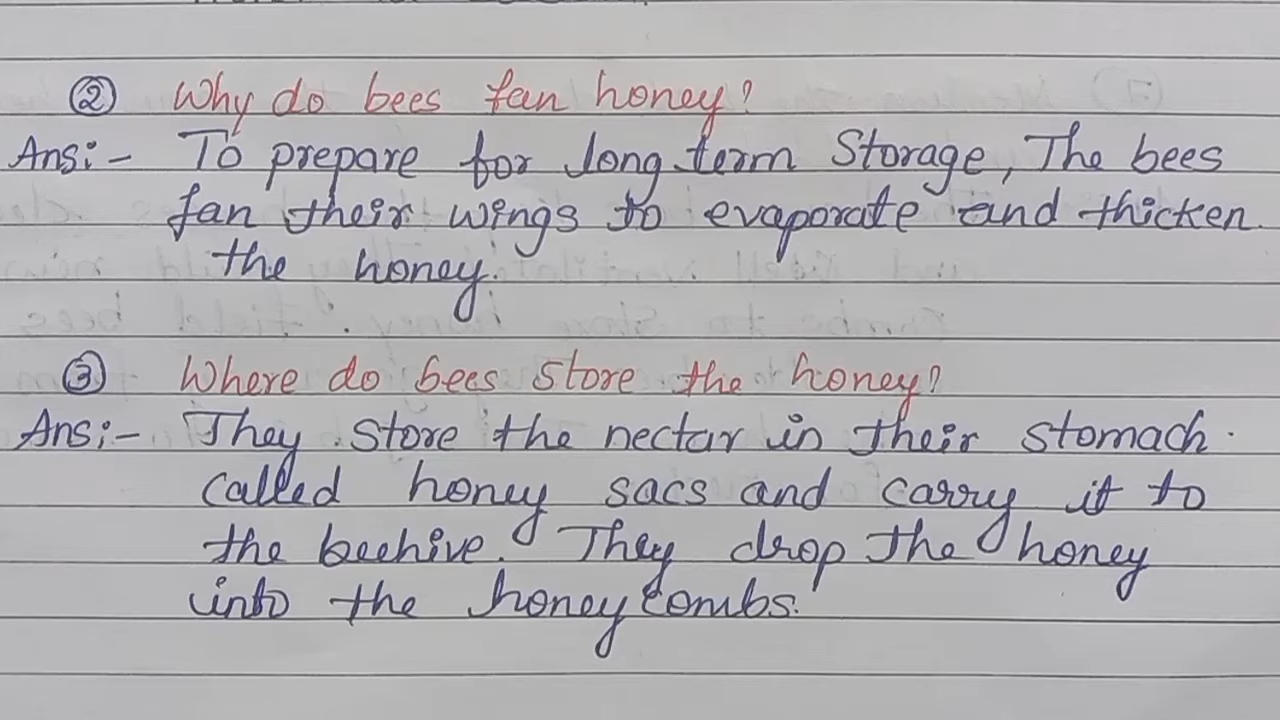 ② Why do bees fan honey?
Ans:- To prepare for long term Storage, The bees
fan their wings to evaporate and thicken
the honey.
③ Where do bees store the honey?
Ans:- They store the nectar in their stomach
called honey sacs and carry it to
the beehive. They drop the honey
into the honey combs.